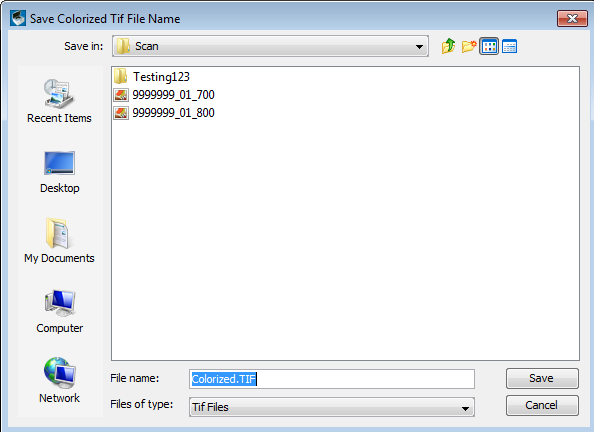 Save Colorized Tif File Name
Save in: Scan
Recent Items
Desktop
My Documents
Computer
Network
Testing123
9999999_01_700
9999999_01_800
File name: Colorized.TIF Save
Files of type: Tif Files Cancel